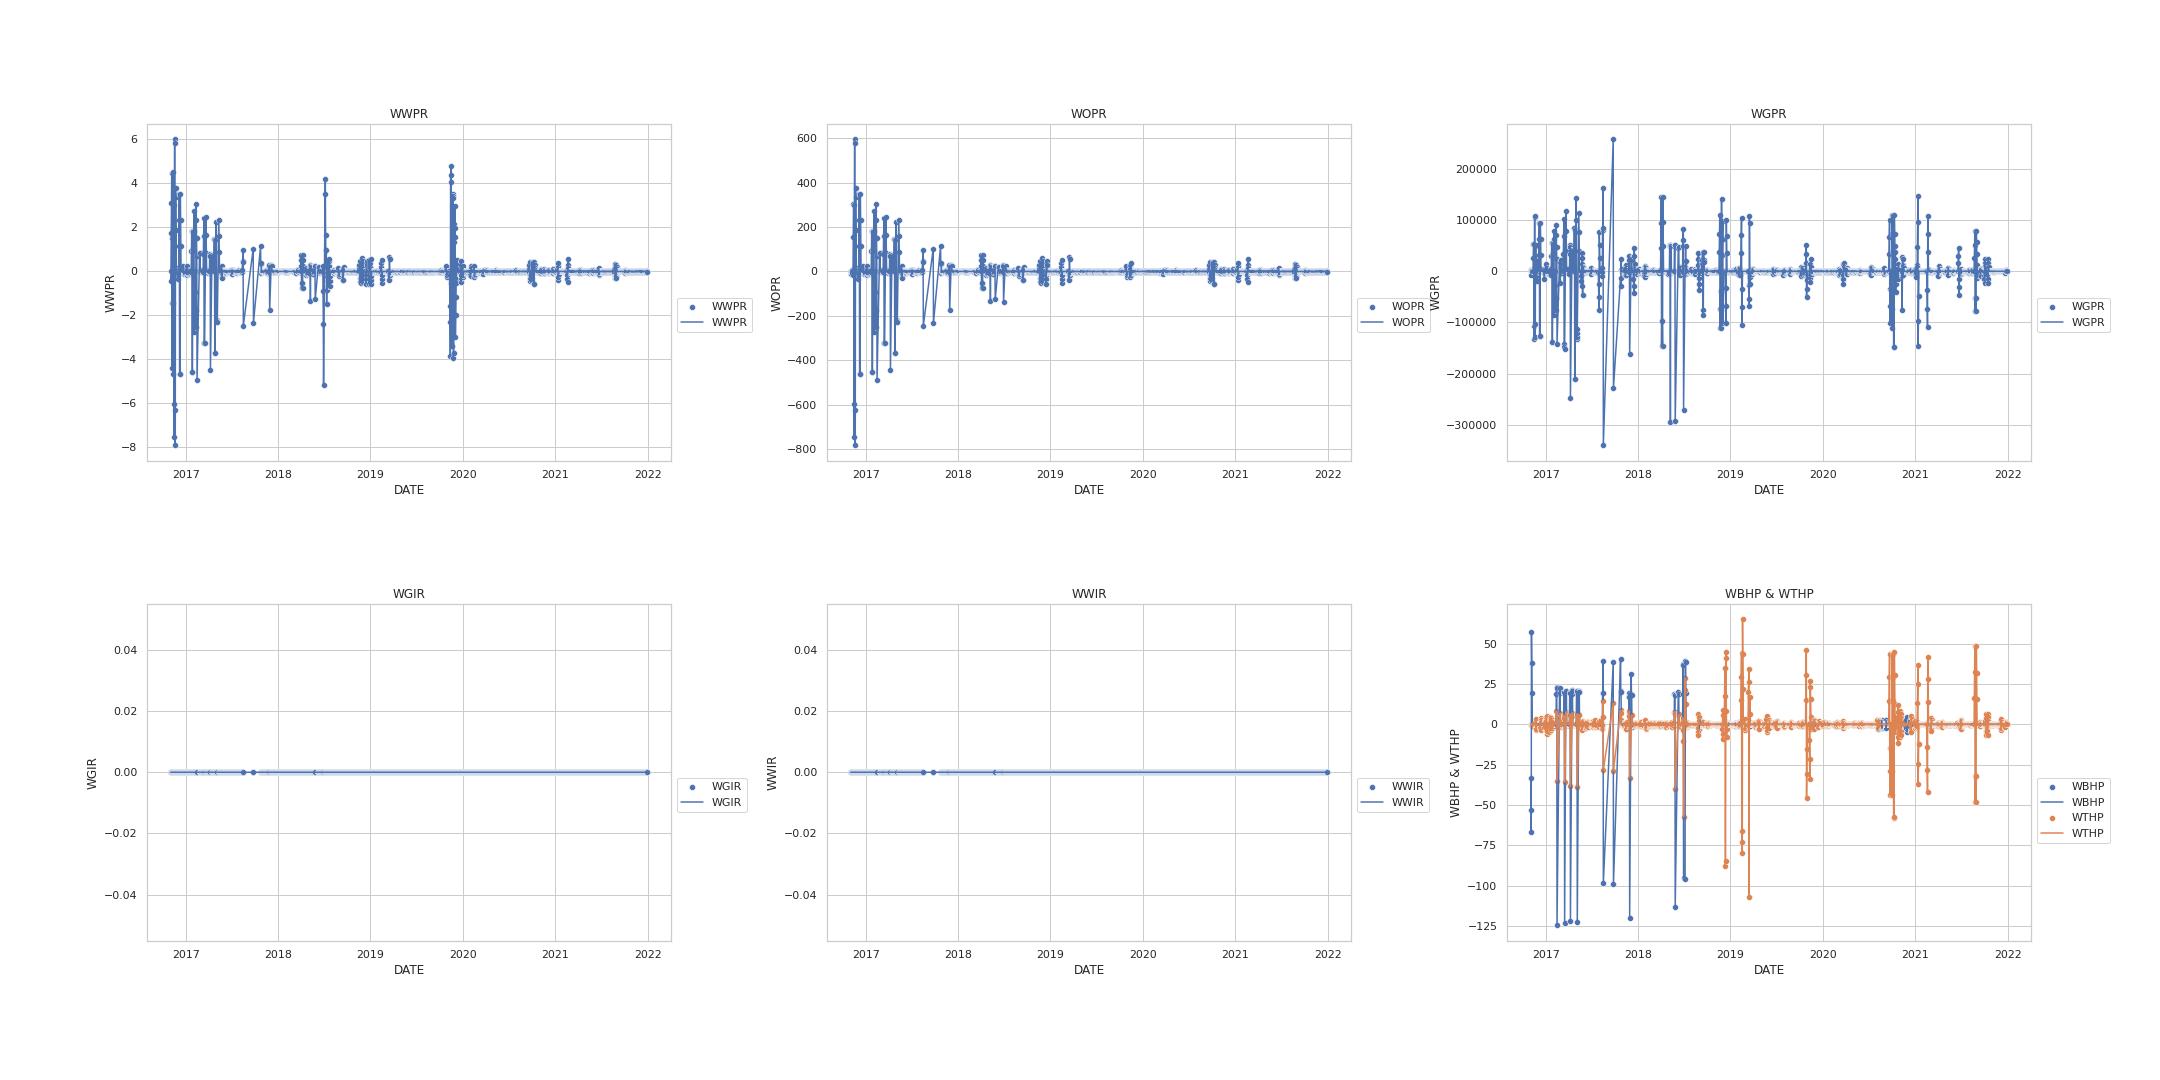 WWPR
WWPR
6
4
2
0
−2
−4
−6
−8
2017 2018 2019 2020 2021 2022
DATE
WWPR
WWPR
WOPR
WOPR
600
400
200
0
−200
−400
−600
−800
2017 2018 2019 2020 2021 2022
DATE
WOPR
WOPR
WGPR
WGPR
200000
100000
0
−100000
−200000
−300000
2017 2018 2019 2020 2021 2022
DATE
WGPR
WGPR
WGIR
WGIR
0.04
0.02
0.00
−0.02
−0.04
2017 2018 2019 2020 2021 2022
DATE
WGIR
WGIR
WWIR
WWIR
0.04
0.02
0.00
−0.02
−0.04
2017 2018 2019 2020 2021 2022
DATE
WWIR
WWIR
WBHP & WTHP
WBHP & WTHP
50
25
0
−25
−50
−75
−100
−125
2017 2018 2019 2020 2021 2022
DATE
WBHP
WBHP
WTHP
WTHP